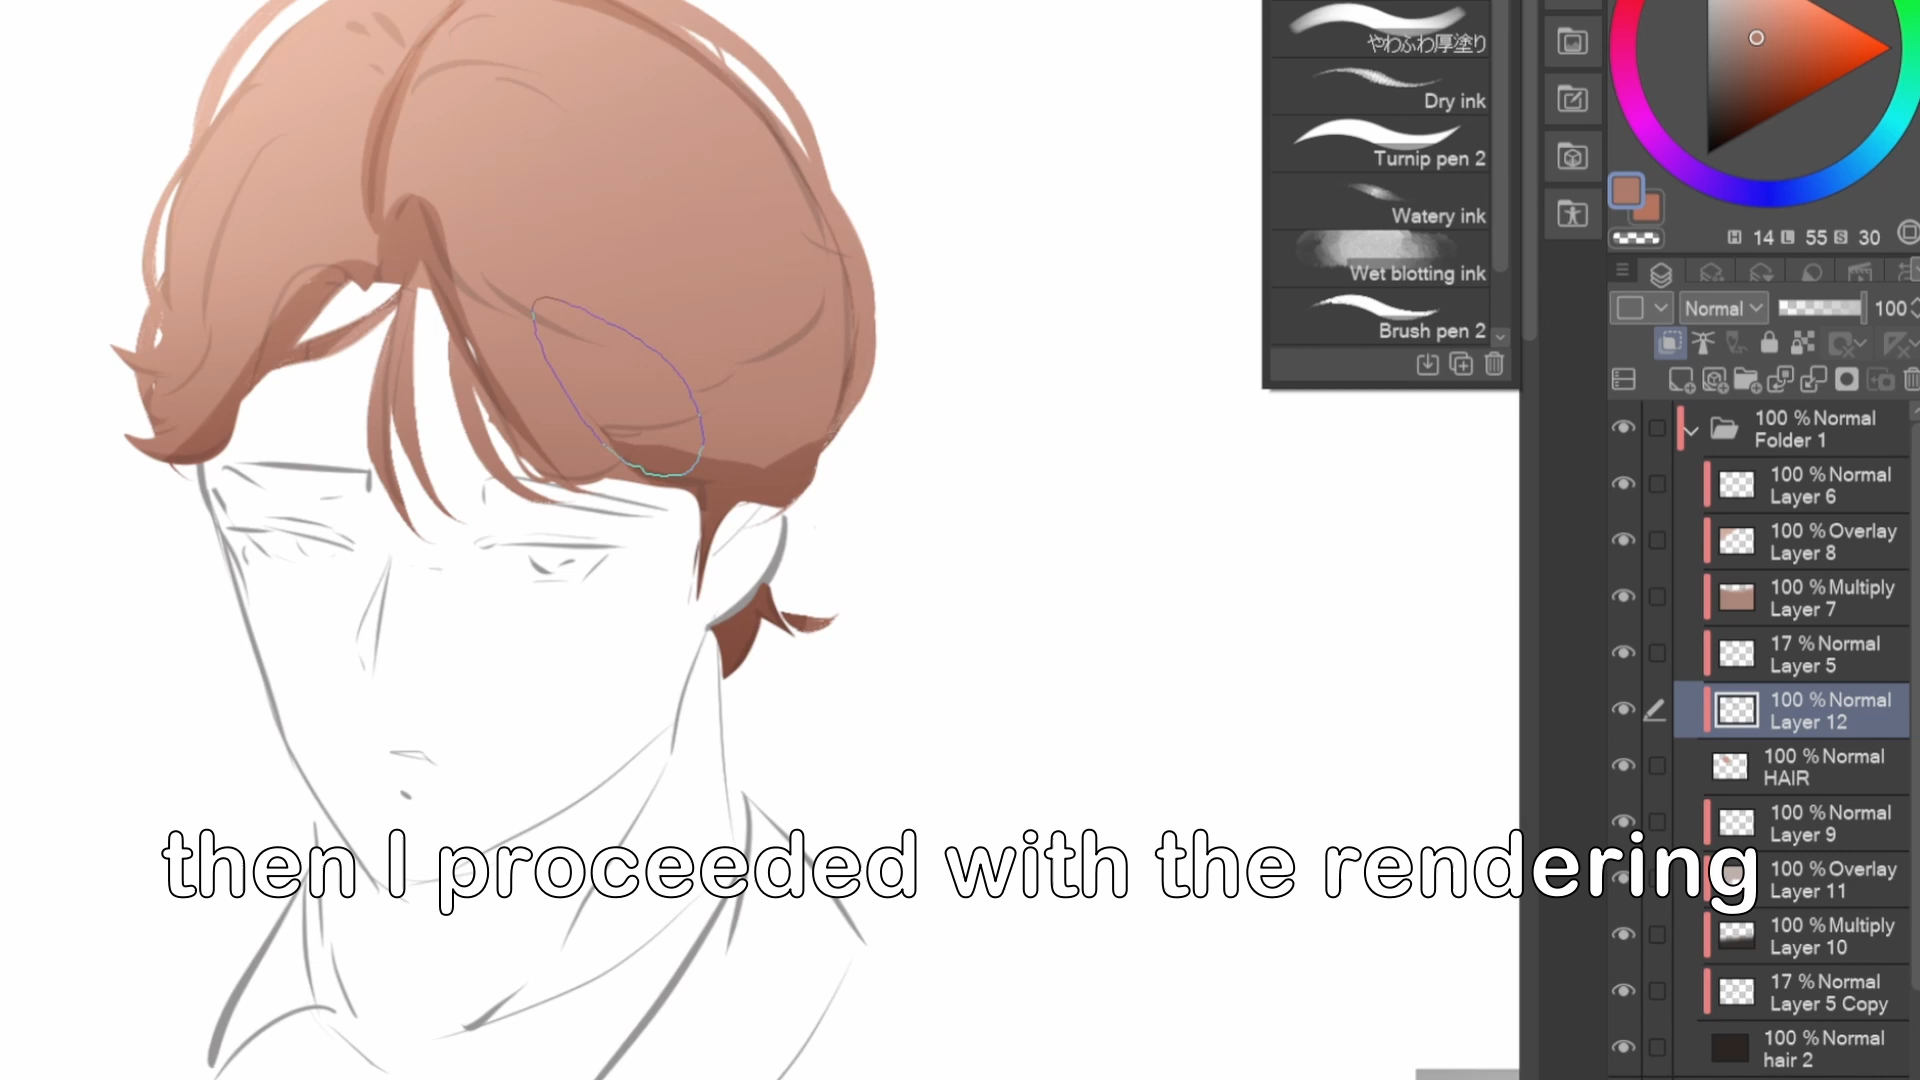 やわふわ厚塗り
Dry ink
Turnip pen 2
Watery ink
Wet blotting ink
Brush pen 2
H 14 L 55 S 30
Normal 100
100 % Normal
Folder 1
100 % Normal
Layer 6
100 % Overlay
Layer 8
100 % Multiply
Layer 7
17 % Normal
Layer 5
100 % Normal
Layer 12
100 % Normal
HAIR
100 % Normal
Layer 9
then I proceeded with the rendering
100 % Overlay
Layer 11
100 % Multiply
Layer 10
17 % Normal
Layer 5 Copy
100 % Normal
hair 2